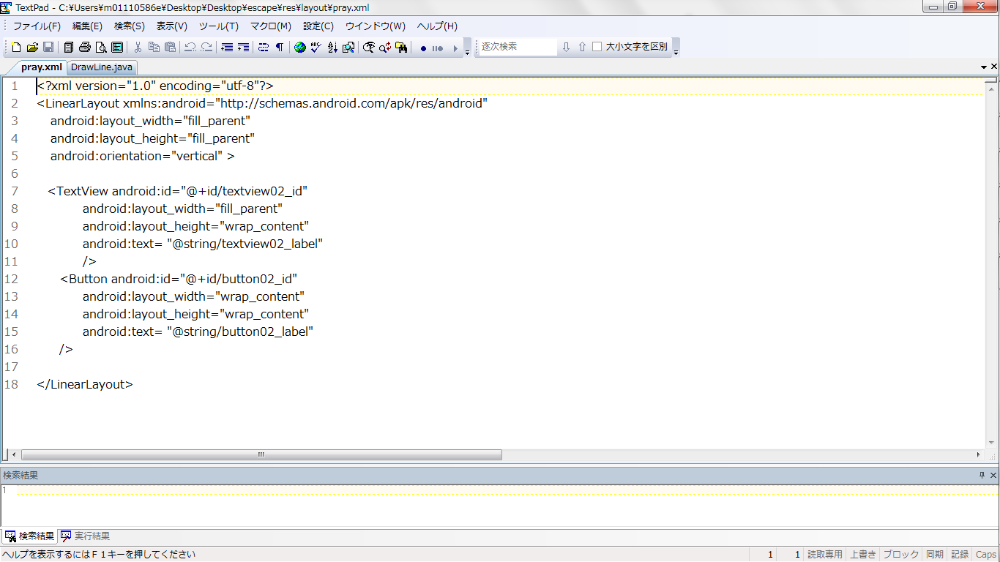 TextPad - C:¥Users¥m01110586e¥Desktop¥Desktop¥escape¥res¥layout¥pray.xml
ファイル(F) 編集(E) 検索(S) 表示(V) ツール(T) マクロ(M) 設定(C) ウインドウ(W) ヘルプ(H)
逐次検索 大小文字を区別
pray.xml DrawLine.java
1 <?xml version="1.0" encoding="utf-8"?>
2 <LinearLayout xmlns:android="http://schemas.android.com/apk/res/android"
3 android:layout_width="fill_parent"
4 android:layout_height="fill_parent"
5 android:orientation="vertical" >
6
7 <TextView android:id="@+id/textview02_id"
8 android:layout_width="fill_parent"
9 android:layout_height="wrap_content"
10 android:text= "@string/textview02_label"
11 />
12 <Button android:id="@+id/button02_id"
13 android:layout_width="wrap_content"
14 android:layout_height="wrap_content"
15 android:text= "@string/button02_label"
16 />
17
18 </LinearLayout>
検索結果
1
検索結果 実行結果
ヘルプを表示するにはＦ１キーを押してください 1 1 読取専用 上書き ブロック 同期 記録 Caps